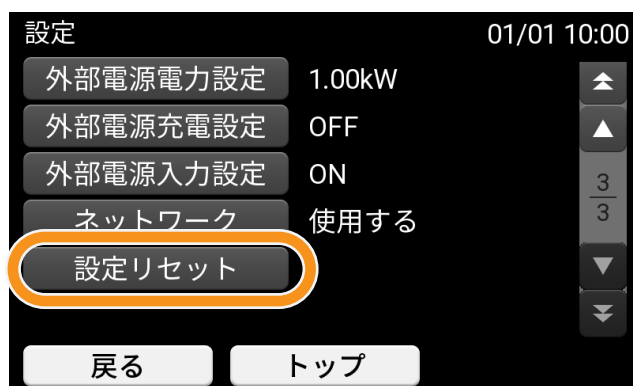 設定 01/01 10:00
外部電源電力設定 1.00kW
外部電源充電設定 OFF
外部電源入力設定 ON
ネットワーク 使用する
設定リセット
3
3
戻る トップ